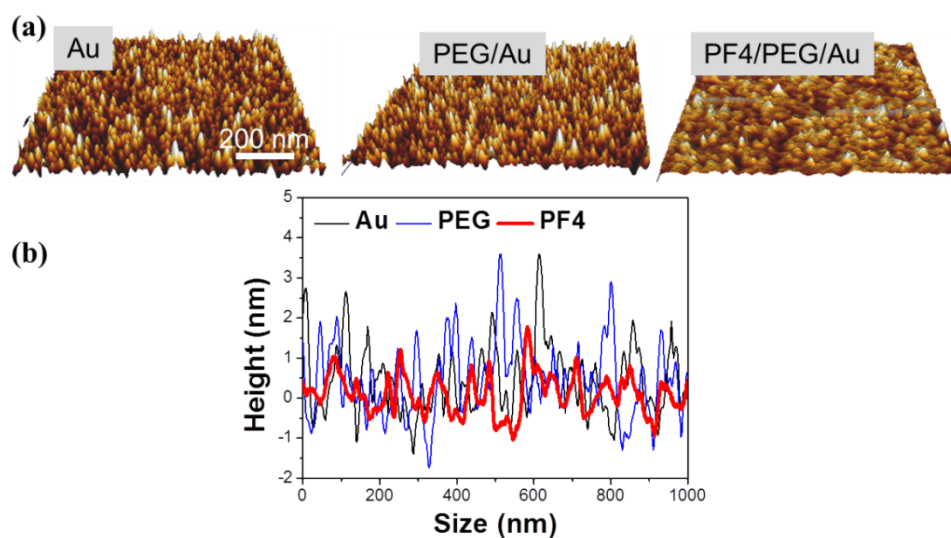 (a)
Au
PEG/Au
PF4/PEG/Au
200 nm
(b)
Au PEG PF4
Height (nm)
5
4
3
2
1
0
-1
-2
0 200 400 600 800 1000
Size (nm)